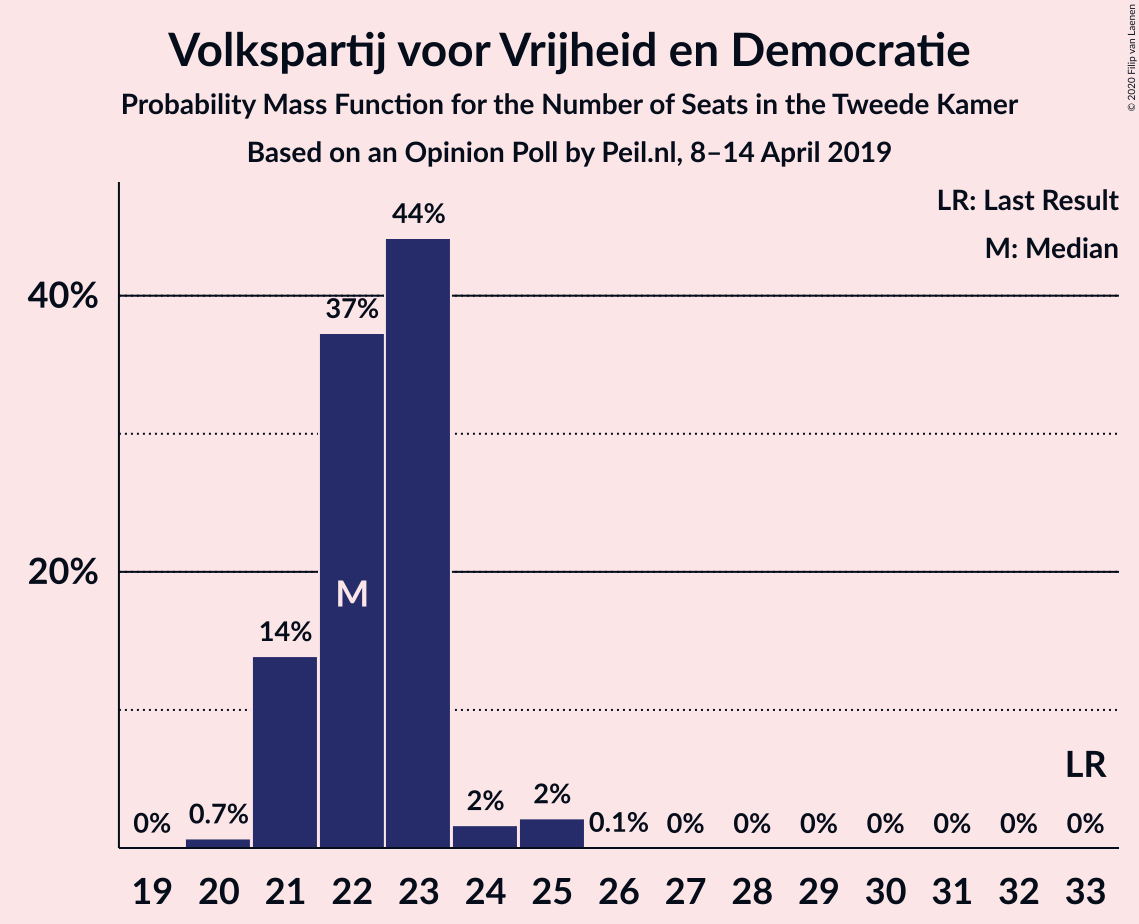 Volkspartij voor Vrijheid en Democratie
Probability Mass Function for the Number of Seats in the Tweede Kamer
Based on an Opinion Poll by Peil.nl, 8–14 April 2019
© 2020 Filip van Laenen
LR: Last Result
M: Median
40%
20%
0%
0.7%
14%
37%
44%
2%
2%
0.1%
0%
0%
0%
0%
0%
0%
0%
M
LR
19 20 21 22 23 24 25 26 27 28 29 30 31 32 33